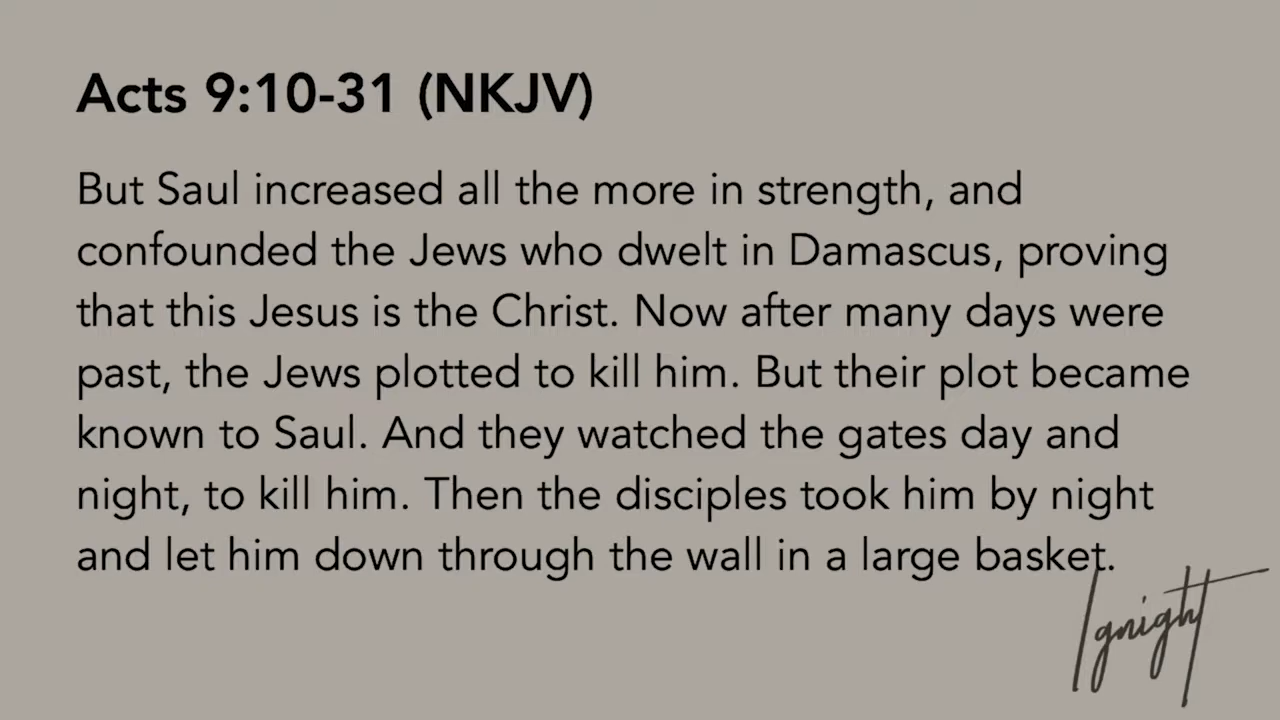 Acts 9:10-31 (NKJV)
But Saul increased all the more in strength, and
confounded the Jews who dwelt in Damascus, proving
that this Jesus is the Christ. Now after many days were
past, the Jews plotted to kill him. But their plot became
known to Saul. And they watched the gates day and
night, to kill him. Then the disciples took him by night
and let him down through the wall in a large basket.
Ignight